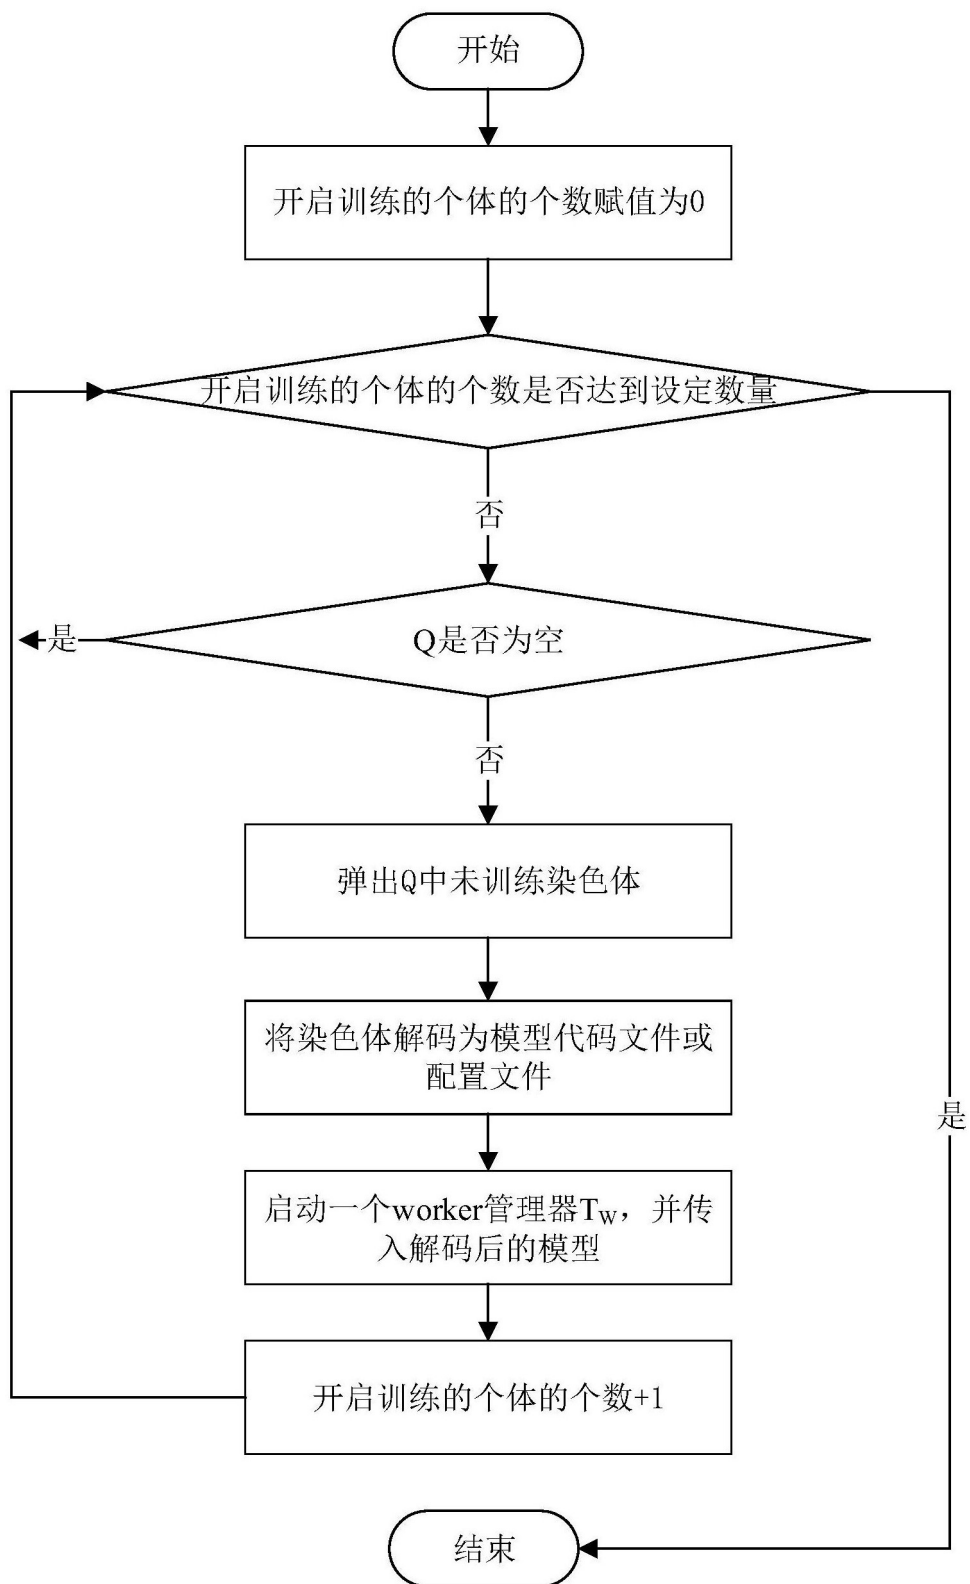 开始
开启训练的个体的个数赋值为0
开启训练的个体的个数是否达到设定数量
否
是
Q是否为空
否
弹出Q中未训练染色体
将染色体解码为模型代码文件或
配置文件
是
启动一个worker管理器TW，并传
入解码后的模型
开启训练的个体的个数+1
结束